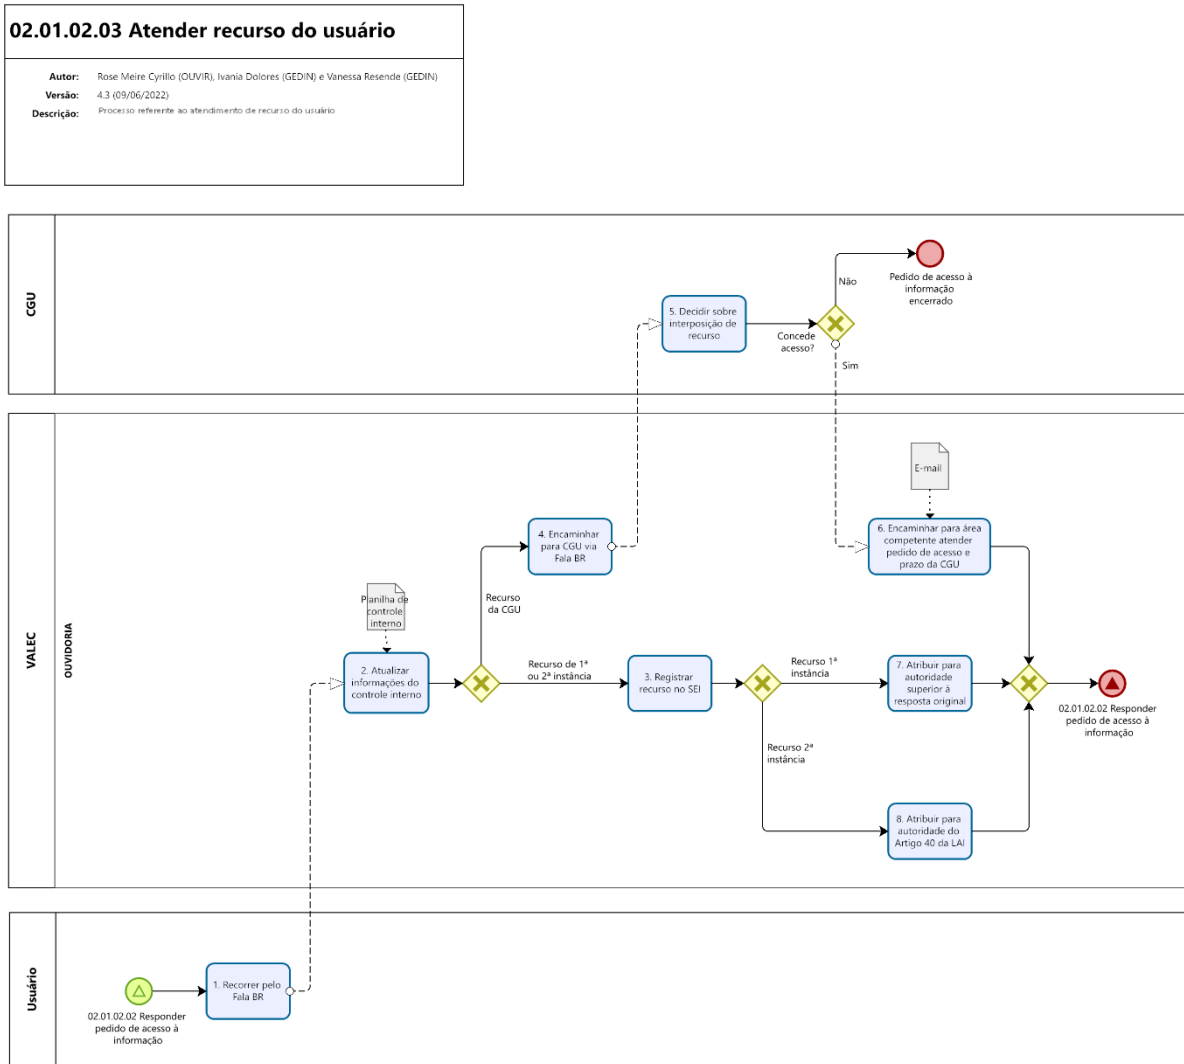 02.01.02.03 Atender recurso do usuário
Autor: Rose Meire Cyrillo (OUVIR), Ivania Dolores (GEDIN) e Vanessa Resende (GEDIN)
Versão: 4.3 (09/06/2022)
Descrição: Processo referente ao atendimento de recurso do usuário
CGU
Não
Pedido de acesso à
informação
encerrado
5. Decidir sobre
interposição de
recurso
Concede
acesso?
Sim
VALEC
OUVIDORIA
E-mail
4. Encaminhar
para CGU via
Fala BR
6. Encaminhar para área
competente atender
pedido de acesso e
prazo da CGU
Planilha de
controle
interno
Recurso
da CGU
2. Atualizar
informações do
controle interno
Recurso de 1ª
ou 2ª instância
3. Registrar
recurso no SEI
Recurso 1ª
instância
7. Atribuir para
autoridade
superior à
resposta original
02.01.02.02 Responder
pedido de acesso à
informação
Recurso 2ª
instância
8. Atribuir para
autoridade do
Artigo 40 da LAI
Usuário
1. Recorrer pelo
Fala BR
02.01.02.02 Responder
pedido de acesso à
informação